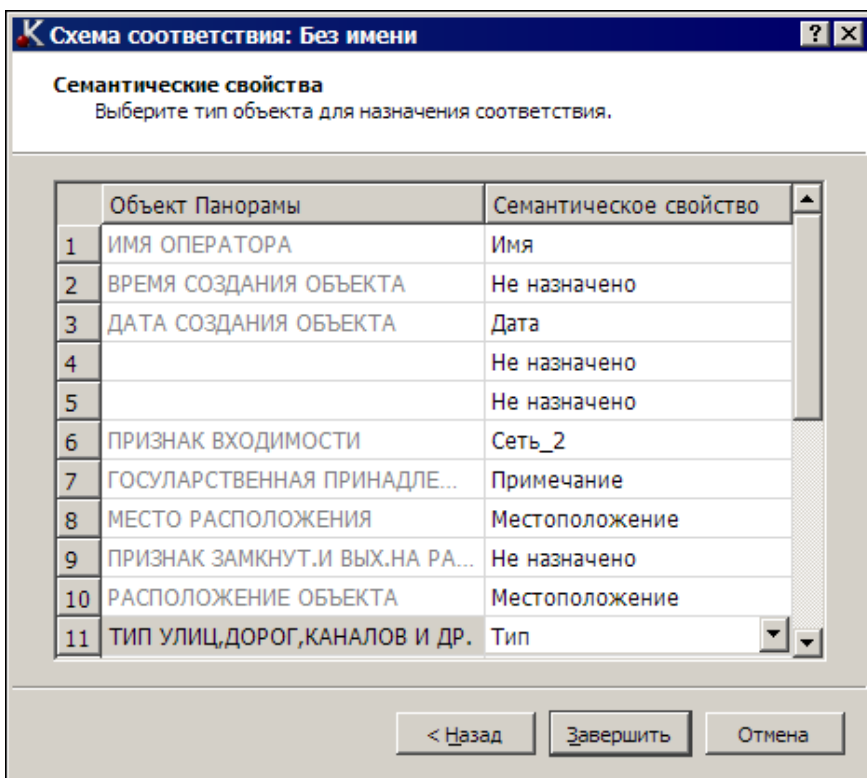 Схема соответствия: Без имени
Семантические свойства
Выберите тип объекта для назначения соответствия.
Объект Панорамы Семантическое свойство
1 ИМЯ ОПЕРАТОРА Имя
2 ВРЕМЯ СОЗДАНИЯ ОБЪЕКТА Не назначено
3 ДАТА СОЗДАНИЯ ОБЪЕКТА Дата
4 Не назначено
5 Не назначено
6 ПРИЗНАК ВХОДИМОСТИ Сеть_2
7 ГОСУЛАРСТВЕННАЯ ПРИНАДЛЕ... Примечание
8 МЕСТО РАСПОЛОЖЕНИЯ Местоположение
9 ПРИЗНАК ЗАМКНУТ.И ВЫХ.НА РА... Не назначено
10 РАСПОЛОЖЕНИЕ ОБЪЕКТА Местоположение
11 ТИП УЛИЦ,ДОРОГ,КАНАЛОВ И ДР. Тип
< Назад Завершить Отмена